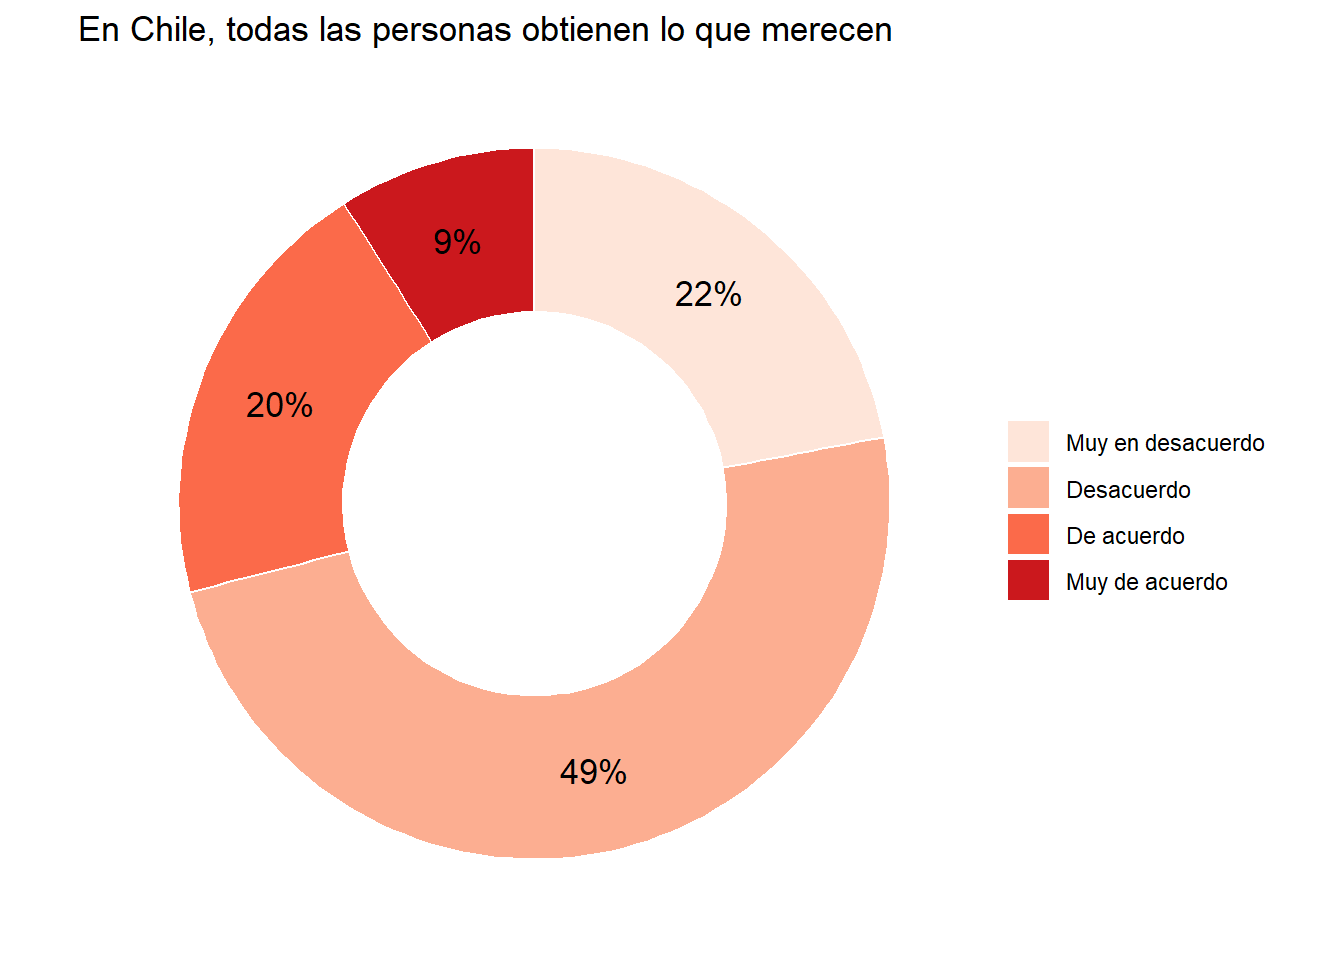 En Chile, todas las personas obtienen lo que merecen
9%
22%
20%
49%
Muy en desacuerdo
Desacuerdo
De acuerdo
Muy de acuerdo